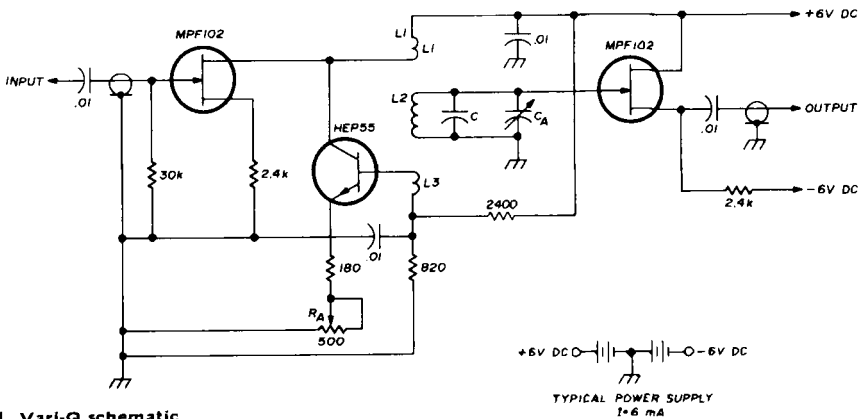 +6V DC
MPF102
L1
L1
.01
MPF102
INPUT
.01
L2
C
CA
.01
OUTPUT
HEP55
30k
2.4k
L3
-6V DC
2.4k
2400
.01
180
820
RA
500
+6V DC
-6V DC
TYPICAL POWER SUPPLY
I=6 mA
1. Vari-Q schematic